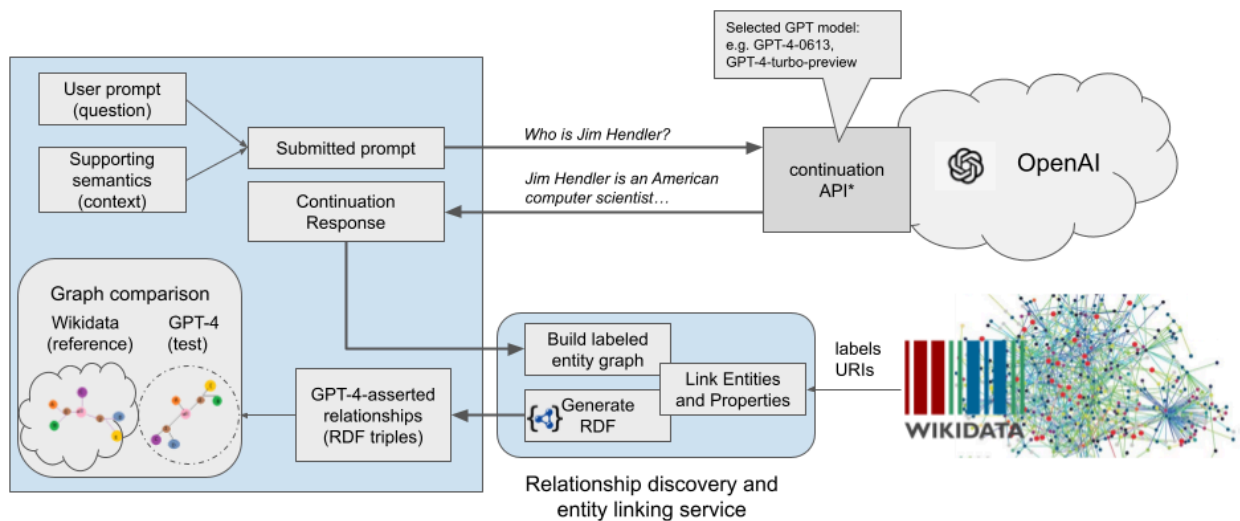 Selected GPT model:
e.g. GPT-4-0613,
GPT-4-turbo-preview
User prompt
(question)
Supporting
semantics
(context)
Submitted prompt
Who is Jim Hendler?
Jim Hendler is an American
computer scientist...
Continuation
Response
continuation
API*
OpenAI
Graph comparison
Wikidata
(reference)
GPT-4
(test)
GPT-4-asserted
relationships
(RDF triples)
Build labeled
entity graph
Link Entities
and Properties
Generate
RDF
labels
URIs
WIKIDATA
Relationship discovery and
entity linking service